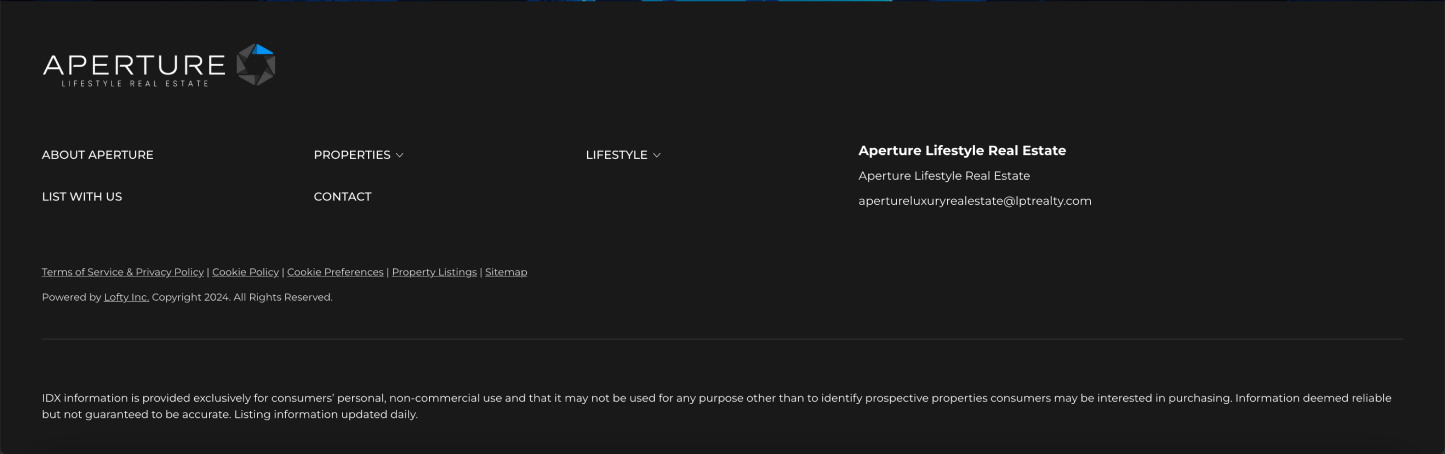 APERTURE
LIFESTYLE REAL ESTATE
ABOUT APERTURE
PROPERTIES
LIFESTYLE
LIST WITH US
CONTACT
Aperture Lifestyle Real Estate
Aperture Lifestyle Real Estate
apertureluxuryrealestate@lptrealty.com
Terms of Service & Privacy Policy | Cookie Policy | Cookie Preferences | Property Listings | Sitemap
Powered by Lofty Inc. Copyright 2024. All Rights Reserved.
IDX information is provided exclusively for consumers’ personal, non-commercial use and that it may not be used for any purpose other than to identify prospective properties consumers may be interested in purchasing. Information deemed reliable
but not guaranteed to be accurate. Listing information updated daily.